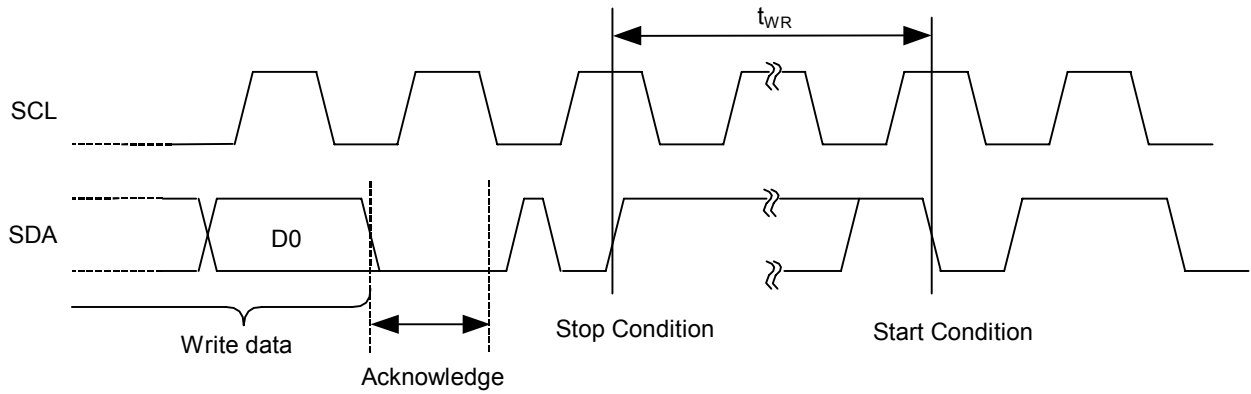 tWR
SCL
SDA
D0
Write data
Acknowledge
Stop Condition
Start Condition